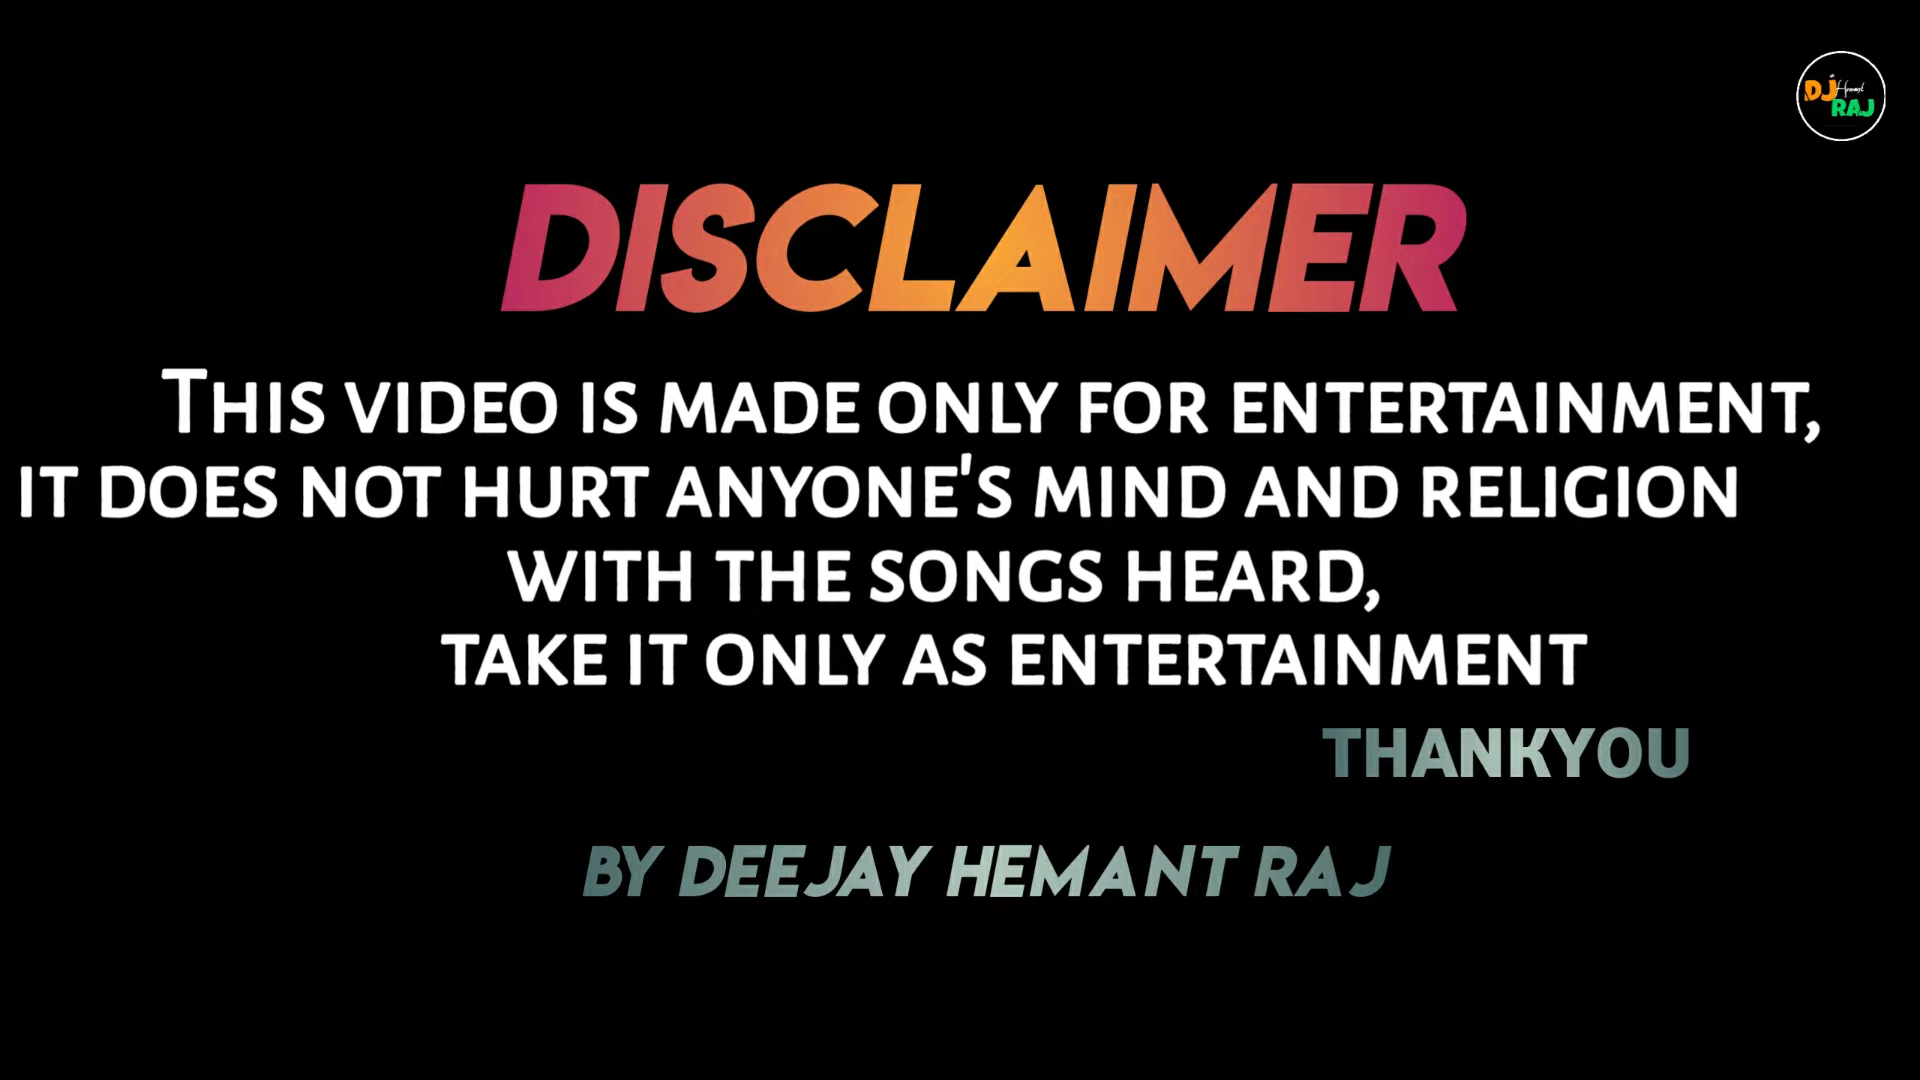 DJ Hemant
RAJ
DISCLAIMER
THIS VIDEO IS MADE ONLY FOR ENTERTAINMENT,
IT DOES NOT HURT ANYONE'S MIND AND RELIGION
WITH THE SONGS HEARD,
TAKE IT ONLY AS ENTERTAINMENT
THANKYOU
BY DEEJAY HEMANT RAJ